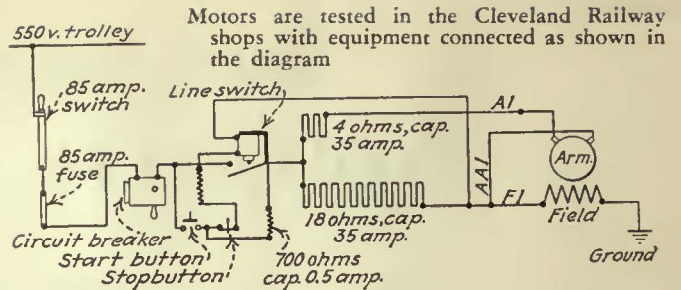 Motors are tested in the Cleveland Railway
shops with equipment connected as shown in
the diagram
550 v. trolley
85 amp.
switch
Line switch
A1
4 ohms, cap.
35 amp.
85 amp.
fuse
Arm.
AA1
F1
18 ohms, cap.
35 amp.
Field
Circuit breaker
Start button
Stopbutton
700 ohms
cap. 0.5 amp.
Ground